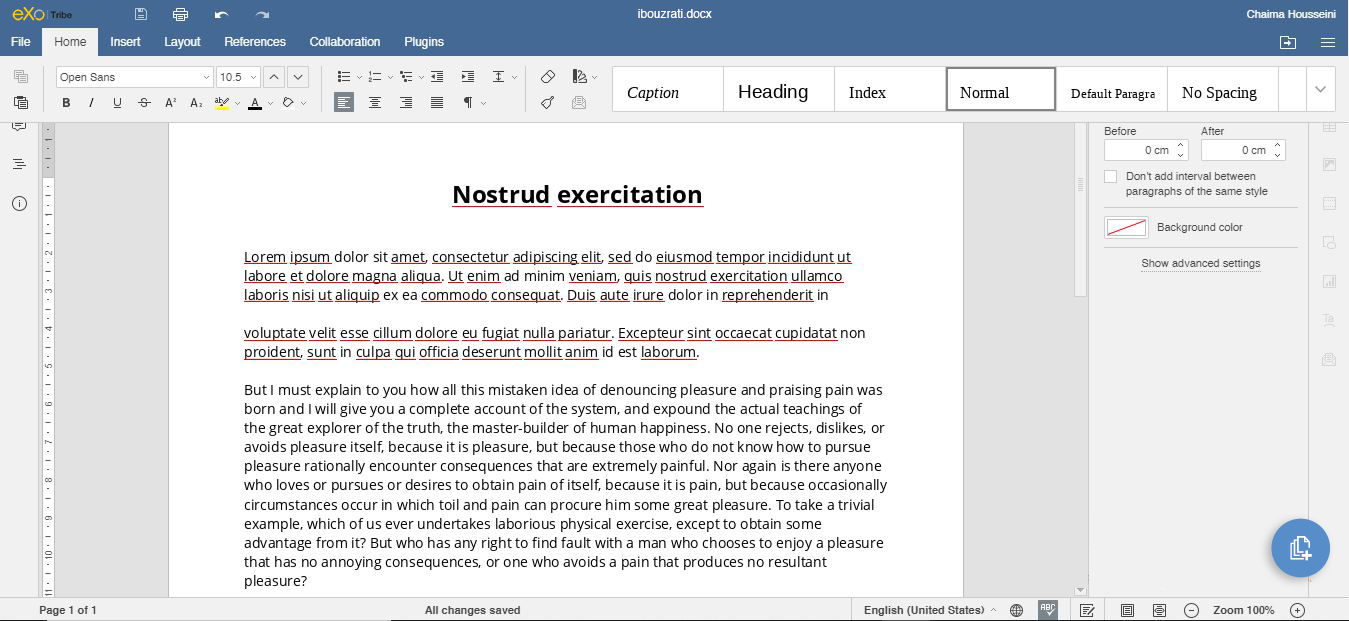 eXo Tribe
ibouzrati.docx
Chaima Housseini
File Home Insert Layout References Collaboration Plugins
Open Sans 10.5
Caption Heading Index Normal Default Paragra No Spacing
Before After
0 cm 0 cm
Don't add interval between
paragraphs of the same style
Background color
Show advanced settings
Nostrud exercitation
Lorem ipsum dolor sit amet, consectetur adipiscing elit, sed do eiusmod tempor incididunt ut
labore et dolore magna aliqua. Ut enim ad minim veniam, quis nostrud exercitation ullamco
laboris nisi ut aliquip ex ea commodo consequat. Duis aute irure dolor in reprehenderit in
voluptate velit esse cillum dolore eu fugiat nulla pariatur. Excepteur sint occaecat cupidatat non
proident, sunt in culpa qui officia deserunt mollit anim id est laborum.
But I must explain to you how all this mistaken idea of denouncing pleasure and praising pain was
born and I will give you a complete account of the system, and expound the actual teachings of
the great explorer of the truth, the master-builder of human happiness. No one rejects, dislikes, or
avoids pleasure itself, because it is pleasure, but because those who do not know how to pursue
pleasure rationally encounter consequences that are extremely painful. Nor again is there anyone
who loves or pursues or desires to obtain pain of itself, because it is pain, but because occasionally
circumstances occur in which toil and pain can procure him some great pleasure. To take a trivial
example, which of us ever undertakes laborious physical exercise, except to obtain some
advantage from it? But who has any right to find fault with a man who chooses to enjoy a pleasure
that has no annoying consequences, or one who avoids a pain that produces no resultant
pleasure?
Page 1 of 1
All changes saved
English (United States)
Zoom 100%